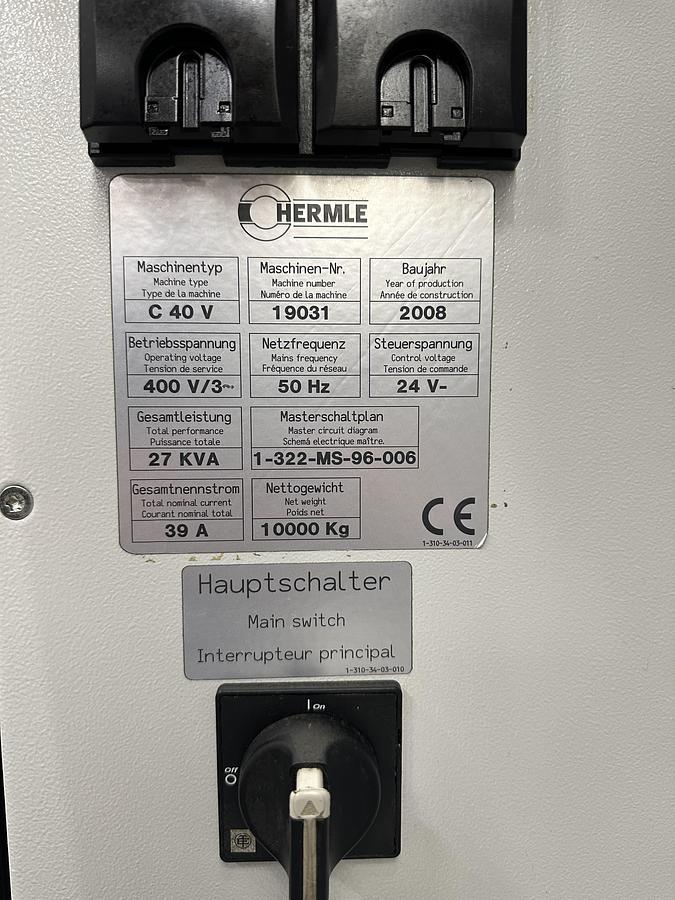 HERMLE
Maschinentyp
Machine type
Type de la machine
C 40 V
Maschinen-Nr.
Machine number
Numéro de la machine
19031
Baujahr
Year of production
Année de construction
2008
Betriebsspannung
Operating voltage
Tension de service
400 V/3~
Netzfrequenz
Mains frequency
Fréquence du réseau
50 Hz
Steuerspannung
Control voltage
Tension de commande
24 V-
Gesamtleistung
Total performance
Puissance totale
27 KVA
Masterschaltplan
Master circuit diagram
Schemá electrique maître.
1-322-MS-96-006
Gesamtnennstrom
Total nominal current
Courant nominal total
39 A
Nettogewicht
Net weight
Poids net
10000 Kg
CE
1-310-34-03-011
Hauptschalter
Main switch
Interrupteur principal
1-310-34-03-010
I On
Off
O